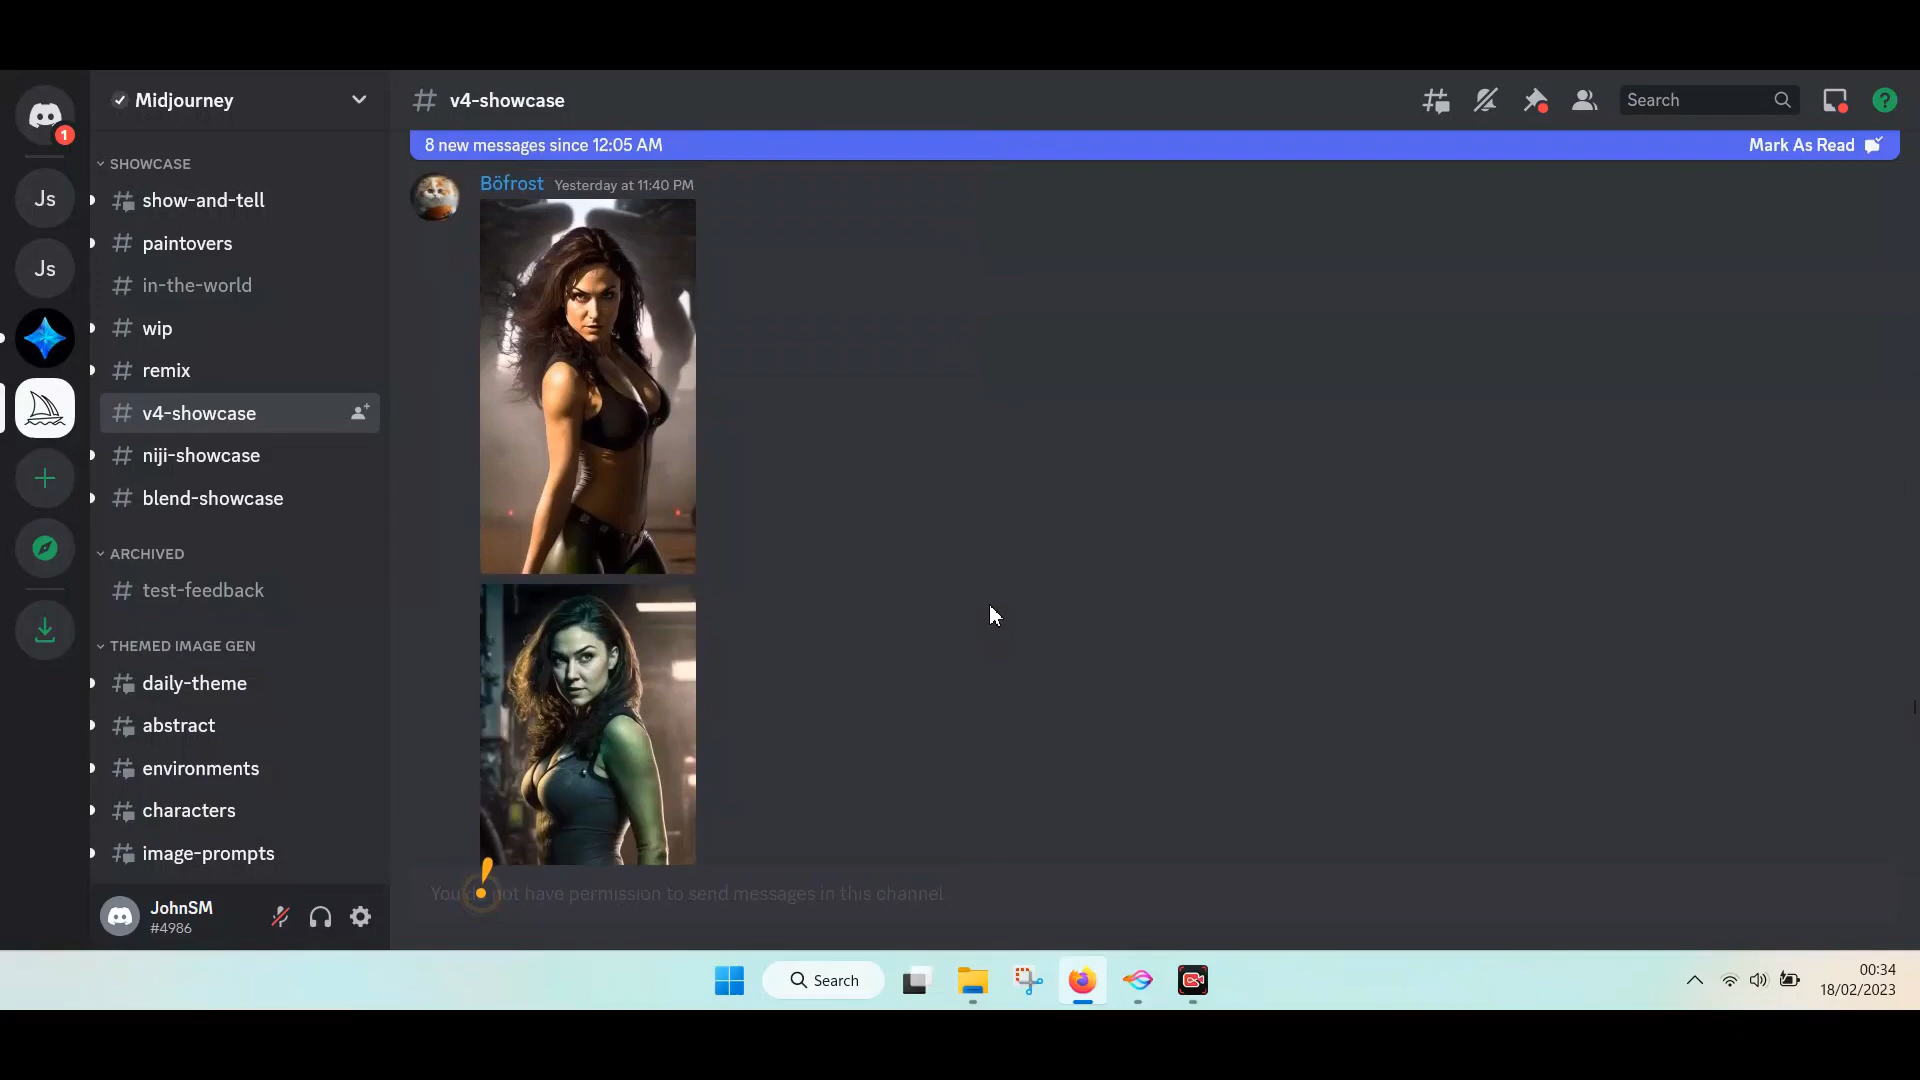 Midjourney
# v4-showcase
Search
1
8 new messages since 12:05 AM
Mark As Read
SHOWCASE
show-and-tell
paintovers
in-the-world
wip
remix
v4-showcase
niji-showcase
blend-showcase
ARCHIVED
test-feedback
THEMED IMAGE GEN
daily-theme
abstract
environments
characters
image-prompts
Js
Js
Böfrost Yesterday at 11:40 PM
You do not have permission to send messages in this channel
JohnSM
#4986
Search
00:34
18/02/2023